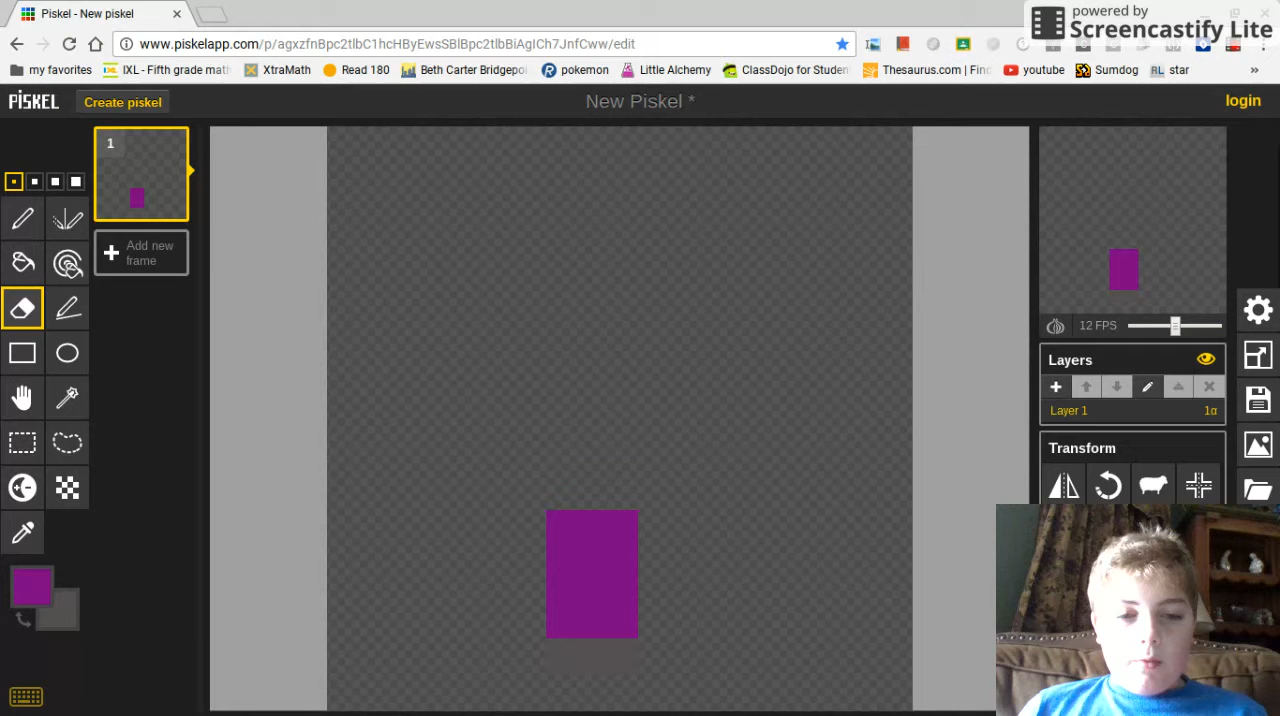 Piskel - New piskel
powered by
Screencastify Lite
www.piskelapp.com/p/agxzfnBpc2tlbC1hcHByEwsSBlBpc2tlbBiAgICh7JnfCww/edit
my favorites IXL - Fifth grade math XtraMath Read 180 Beth Carter Bridgepo pokemon Little Alchemy ClassDojo for Studen Thesaurus.com | Find youtube Sumdog RL star »
PiSKEL Create piskel New Piskel * login
1
Add new
frame
12 FPS
Layers
Layer 1 1α
Transform